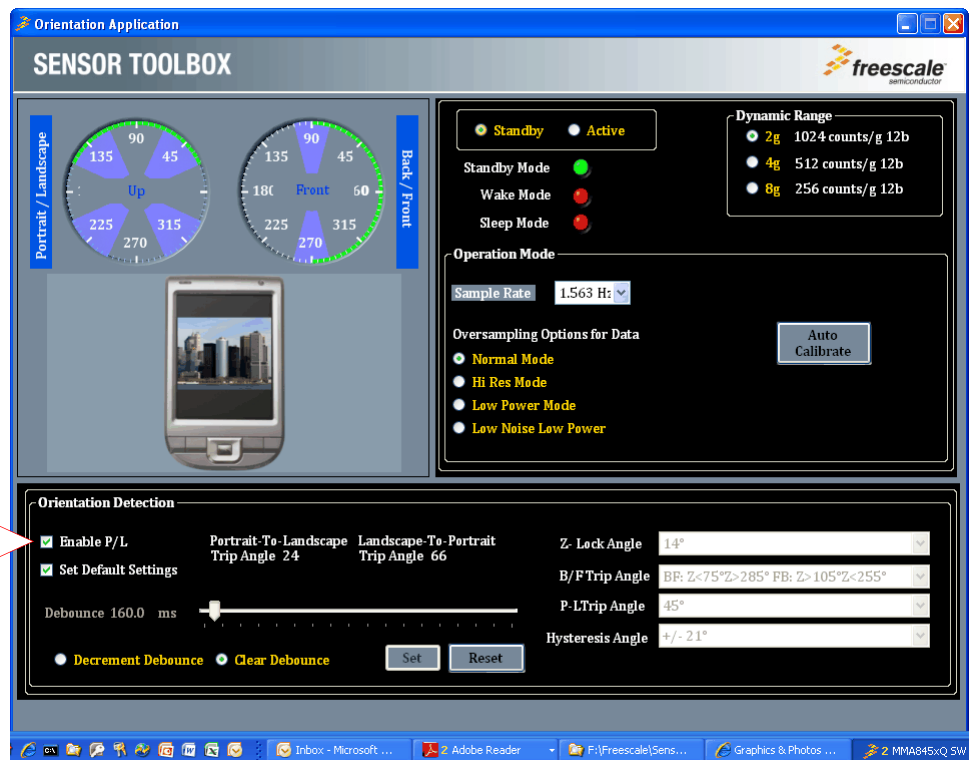 Orientation Application
SENSOR TOOLBOX
freescale
semiconductor
Portrait / Landscape
90
135 45
Up
225 315
270
90
135 45
Front
225 315
270
Back / Front
Standby Active
Standby Mode
Wake Mode
Sleep Mode
Dynamic Range
2g 1024 counts/g 12b
4g 512 counts/g 12b
8g 256 counts/g 12b
Operation Mode
Sample Rate 1.563 Hz
Oversampling Options for Data
Normal Mode
Hi Res Mode
Low Power Mode
Low Noise Low Power
Auto
Calibrate
Orientation Detection
Enable P/L
Set Default Settings
Portrait-To-Landscape
Trip Angle 24
Landscape-To-Portrait
Trip Angle 66
Debounce 160.0 ms
Decrement Debounce Clear Debounce
Set Reset
Z- Lock Angle 14°
B/F Trip Angle BF: Z<75°Z>285° FB: Z>105°Z<255°
P-LTrip Angle 45°
Hysteresis Angle +/- 21°
Inbox - Microsoft ... 2 Adobe Reader F:\Freescale\Sens... Graphics & Photos ... 2 MMA845xQ SW